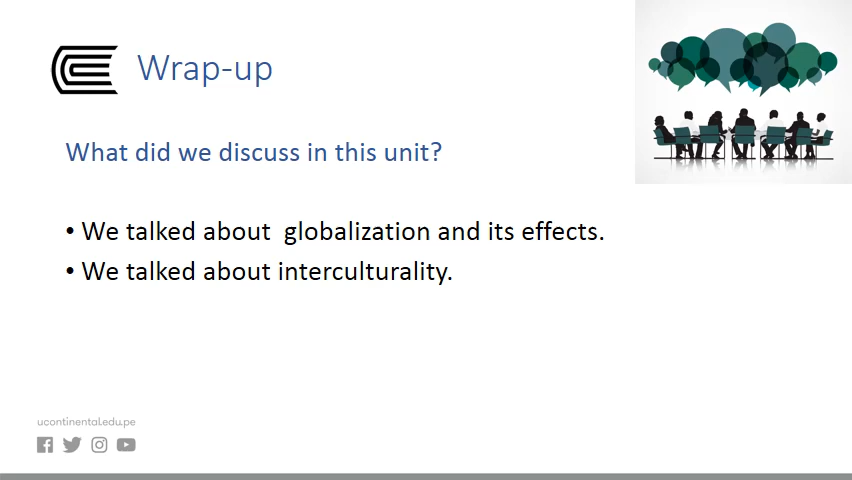 Wrap-up
What did we discuss in this unit?
• We talked about  globalization and its effects.
• We talked about interculturality.
ucontinental.edu.pe